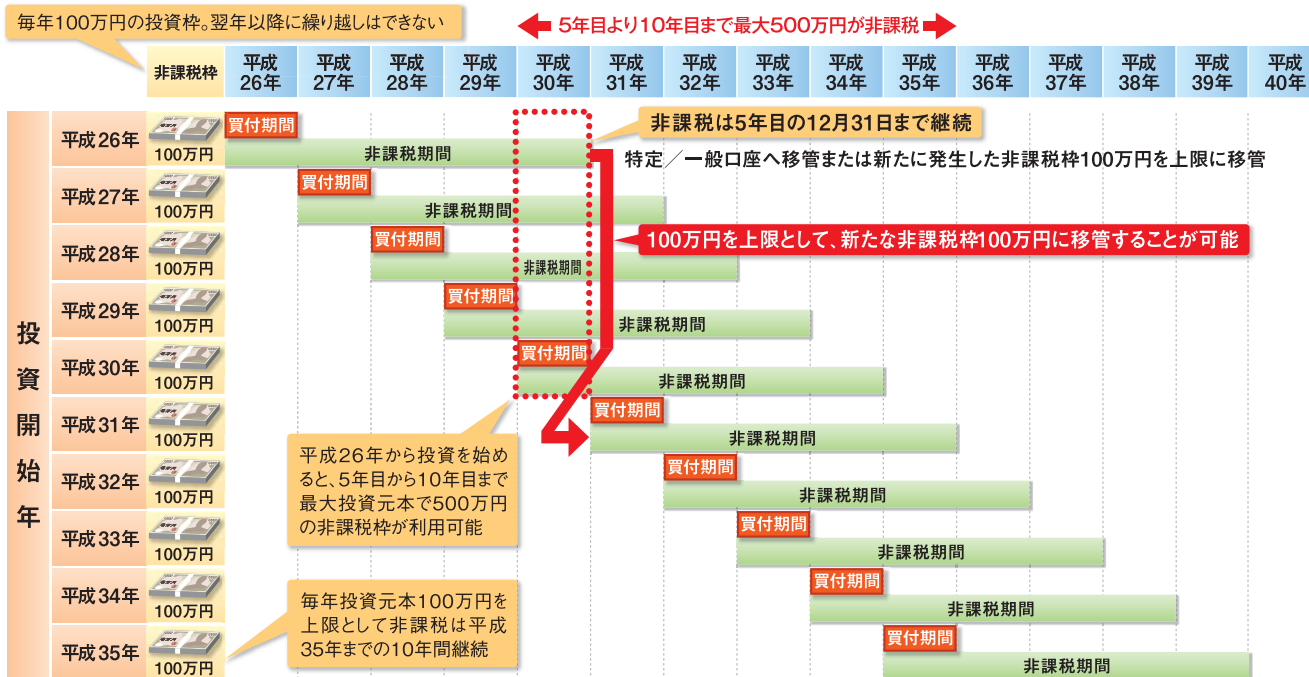 毎年100万円の投資枠。翌年以降に繰り越しはできない
5年目より10年目まで最大500万円が非課税
非課税枠
平成
26年
平成
27年
平成
28年
平成
29年
平成
30年
平成
31年
平成
32年
平成
33年
平成
34年
平成
35年
平成
36年
平成
37年
平成
38年
平成
39年
平成
40年
投資開始年
平成26年
100万円
買付期間
非課税期間
非課税は5年目の12月31日まで継続
特定／一般口座へ移管または新たに発生した非課税枠100万円を上限に移管
平成27年
100万円
買付期間
非課税期間
100万円を上限として、新たな非課税枠100万円に移管することが可能
平成28年
100万円
買付期間
非課税期間
平成29年
100万円
買付期間
非課税期間
平成30年
100万円
買付期間
非課税期間
平成31年
100万円
買付期間
非課税期間
平成26年から投資を始め
ると、5年目から10年目まで
最大投資元本で500万円
の非課税枠が利用可能
平成32年
100万円
買付期間
非課税期間
平成33年
100万円
買付期間
非課税期間
平成34年
100万円
買付期間
非課税期間
毎年投資元本100万円を
上限として非課税は平成
35年までの10年間継続
平成35年
100万円
買付期間
非課税期間